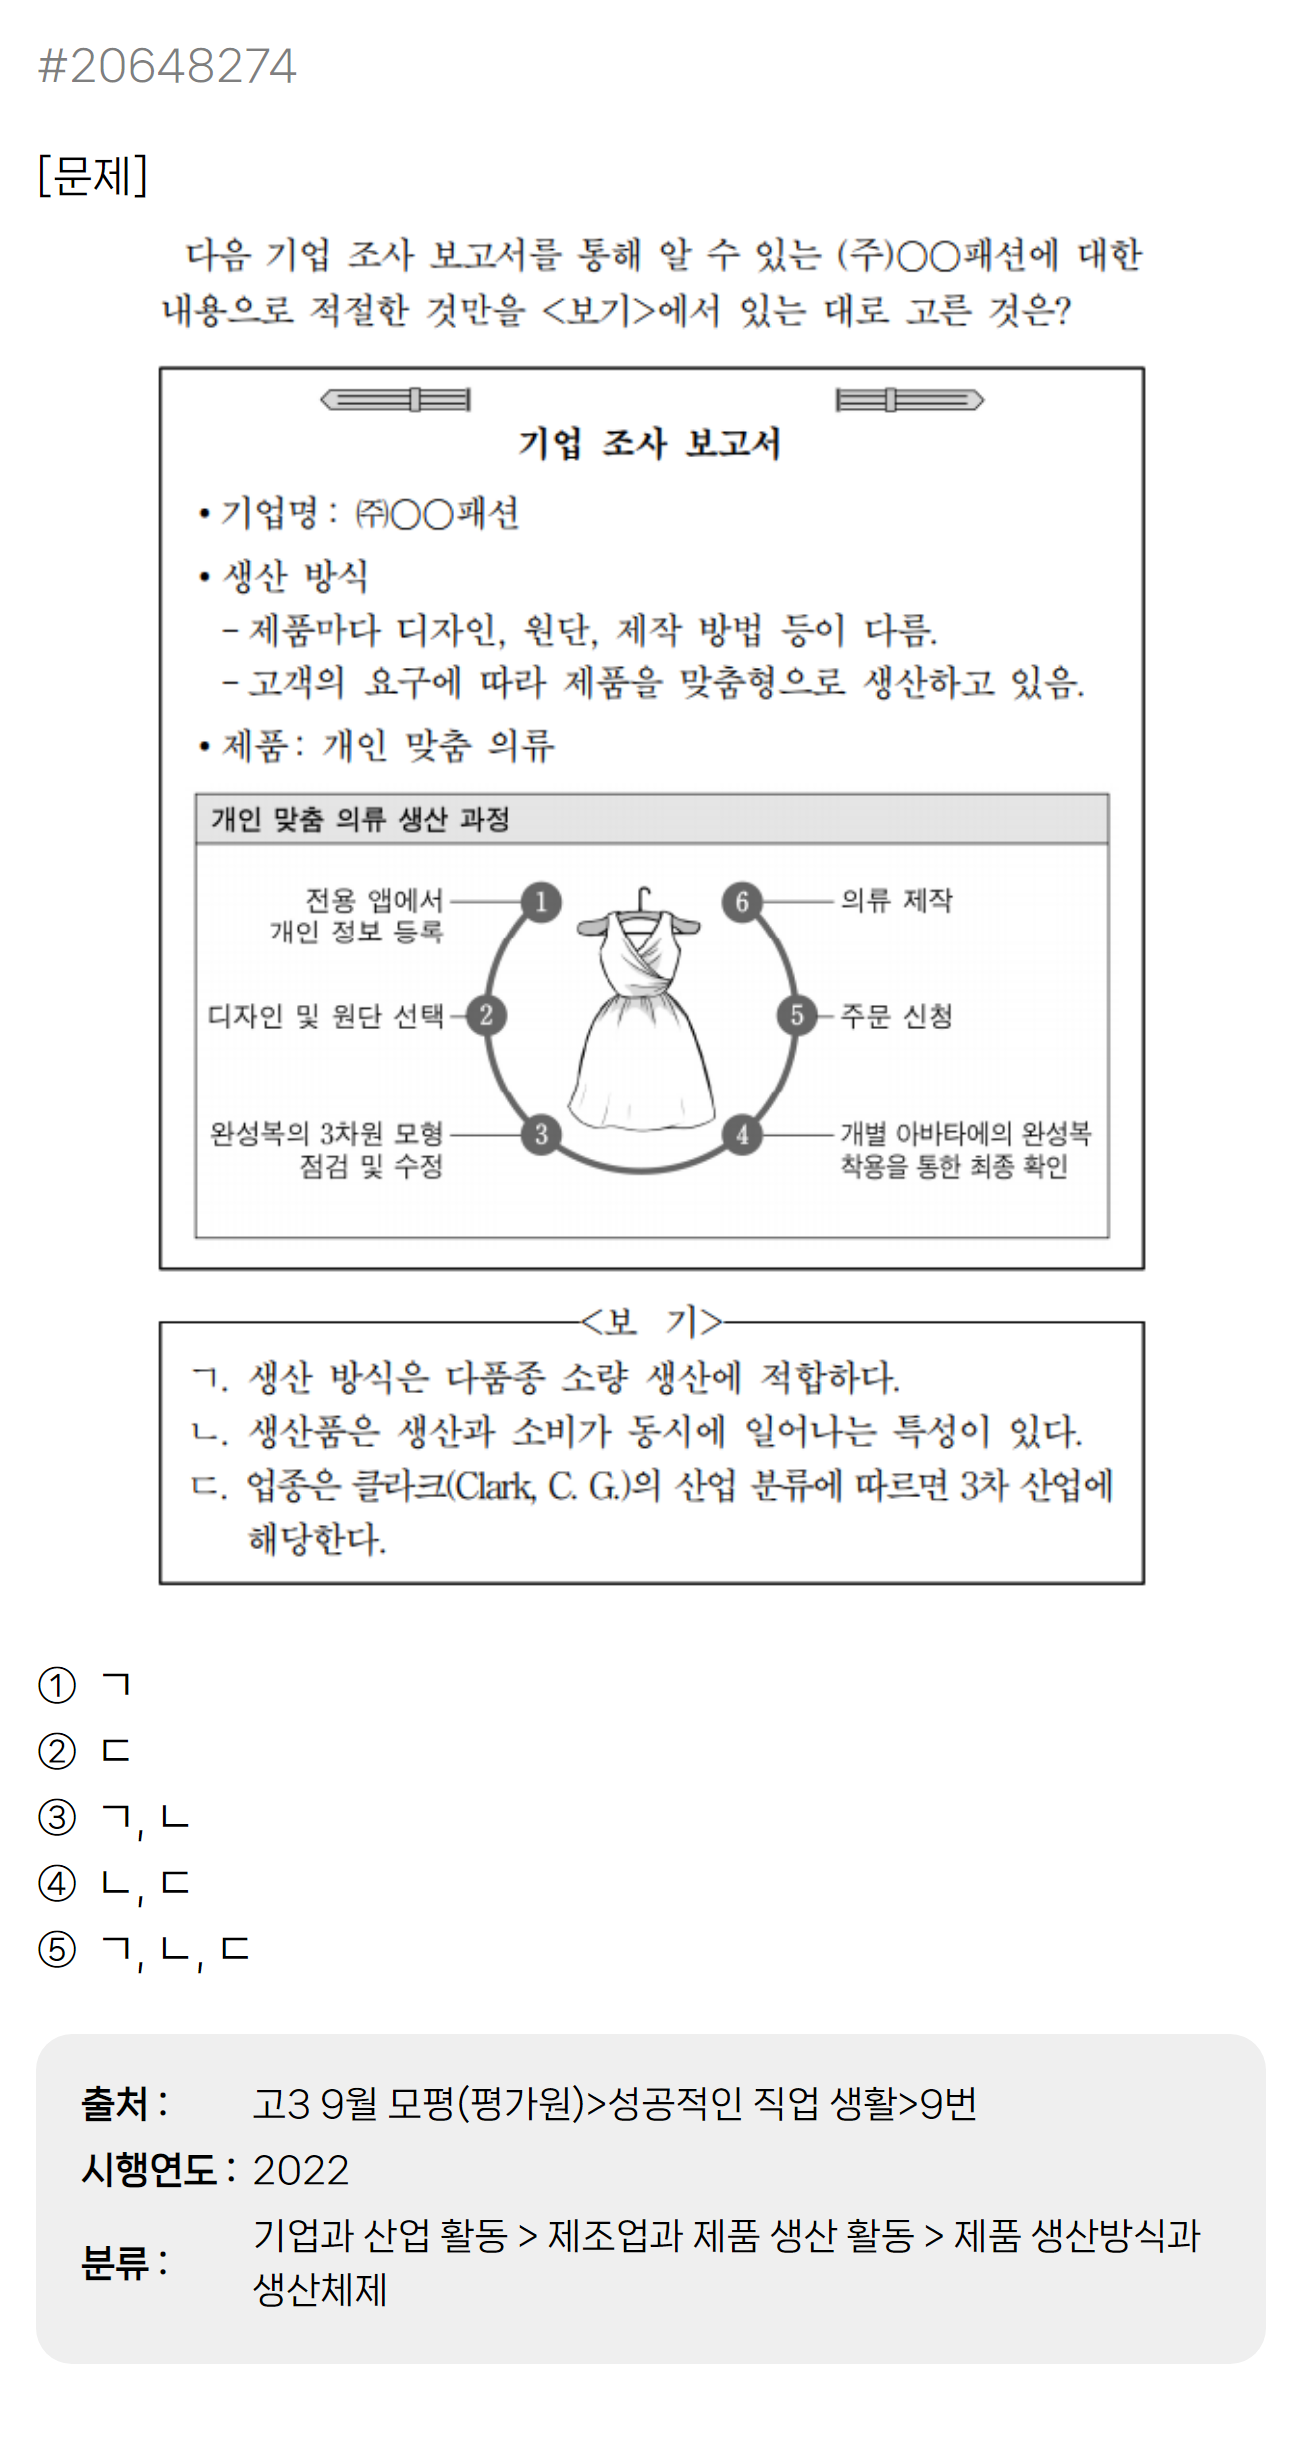 #20648274
[문제]
다음 기업 조사 보고서를 통해 알 수 있는 (주)○○패션에 대한
내용으로 적절한 것만을 <보기>에서 있는 대로 고른 것은?
기업 조사 보고서
• 기업명 : ㈜○○패션
• 생산 방식
- 제품마다 디자인, 원단, 제작 방법 등이 다름.
- 고객의 요구에 따라 제품을 맞춤형으로 생산하고 있음.
• 제품 : 개인 맞춤 의류
개인 맞춤 의류 생산 과정
전용 앱에서
개인 정보 등록
1
디자인 및 원단 선택
2
완성복의 3차원 모형
점검 및 수정
3
4
개별 아바타에의 완성복
착용을 통한 최종 확인
5
주문 신청
6
의류 제작
<보 기>
ㄱ. 생산 방식은 다품종 소량 생산에 적합하다.
ㄴ. 생산품은 생산과 소비가 동시에 일어나는 특성이 있다.
ㄷ. 업종은 클라크(Clark, C. G.)의 산업 분류에 따르면 3차 산업에
해당한다.
① ㄱ
② ㄷ
③ ㄱ, ㄴ
④ ㄴ, ㄷ
⑤ ㄱ, ㄴ, ㄷ
출처 : 고3 9월 모평(평가원)>성공적인 직업 생활>9번
시행연도 : 2022
분류 : 기업과 산업 활동 > 제조업과 제품 생산 활동 > 제품 생산방식과
생산체제